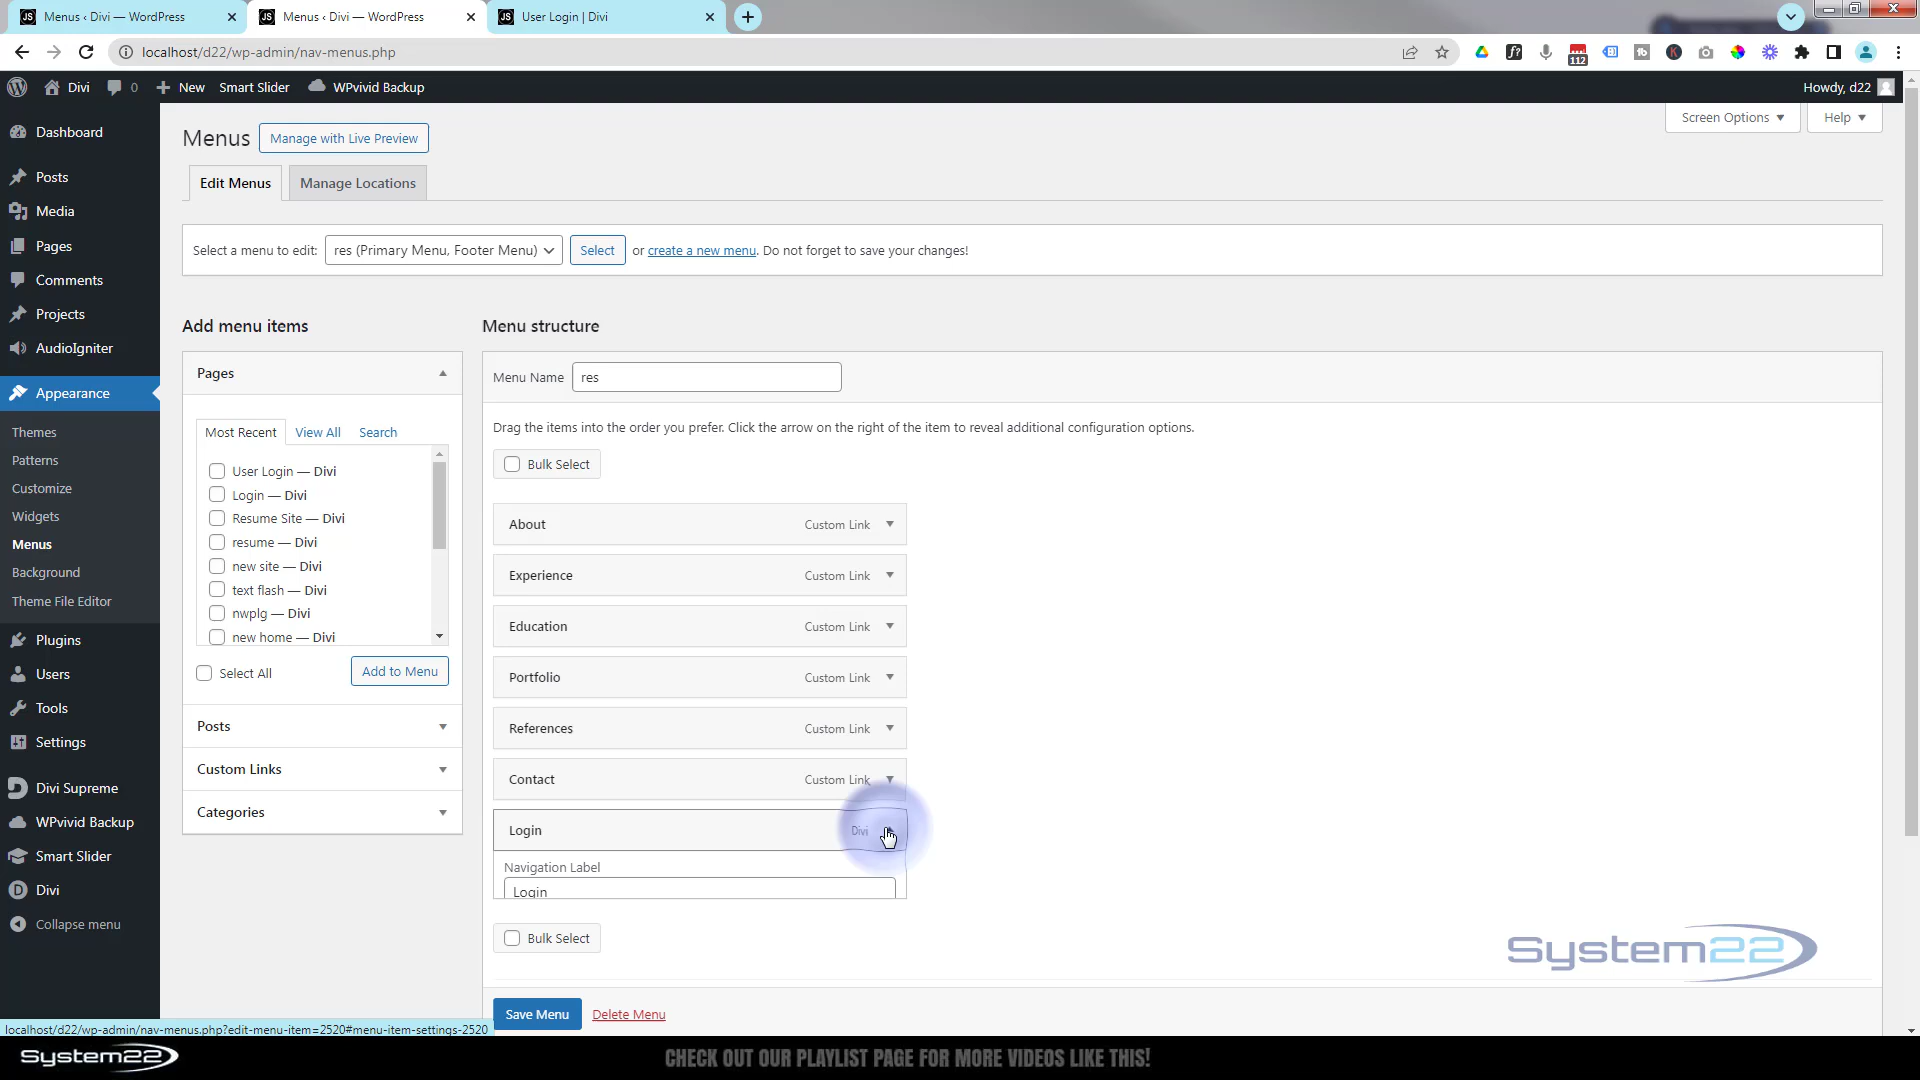 Menus ‹ Divi — WordPress
Menus ‹ Divi — WordPress
User Login | Divi
localhost/d22/wp-admin/nav-menus.php
112
Divi
0
New
Smart Slider
WPvivid Backup
Howdy, d22
Dashboard
Posts
Media
Pages
Comments
Projects
AudioIgniter
Appearance
Themes
Patterns
Customize
Widgets
Menus
Background
Theme File Editor
Plugins
Users
Tools
Settings
Divi Supreme
WPvivid Backup
Smart Slider
Divi
Collapse menu
Screen Options
Help
Menus
Manage with Live Preview
Edit Menus
Manage Locations
Select a menu to edit: res (Primary Menu, Footer Menu) Select or create a new menu. Do not forget to save your changes!
Add menu items
Pages
Most Recent
View All
Search
User Login — Divi
Login — Divi
Resume Site — Divi
resume — Divi
new site — Divi
text flash — Divi
nwplg — Divi
new home — Divi
Select All
Add to Menu
Posts
Custom Links
Categories
Menu structure
Menu Name res
Drag the items into the order you prefer. Click the arrow on the right of the item to reveal additional configuration options.
Bulk Select
About Custom Link
Experience Custom Link
Education Custom Link
Portfolio Custom Link
References Custom Link
Contact Custom Link
Login Divi
Navigation Label
Login
Bulk Select
Save Menu
Delete Menu
System22
localhost/d22/wp-admin/nav-menus.php?edit-menu-item=2520#menu-item-settings-2520
System22
CHECK OUT OUR PLAYLIST PAGE FOR MORE VIDEOS LIKE THIS!